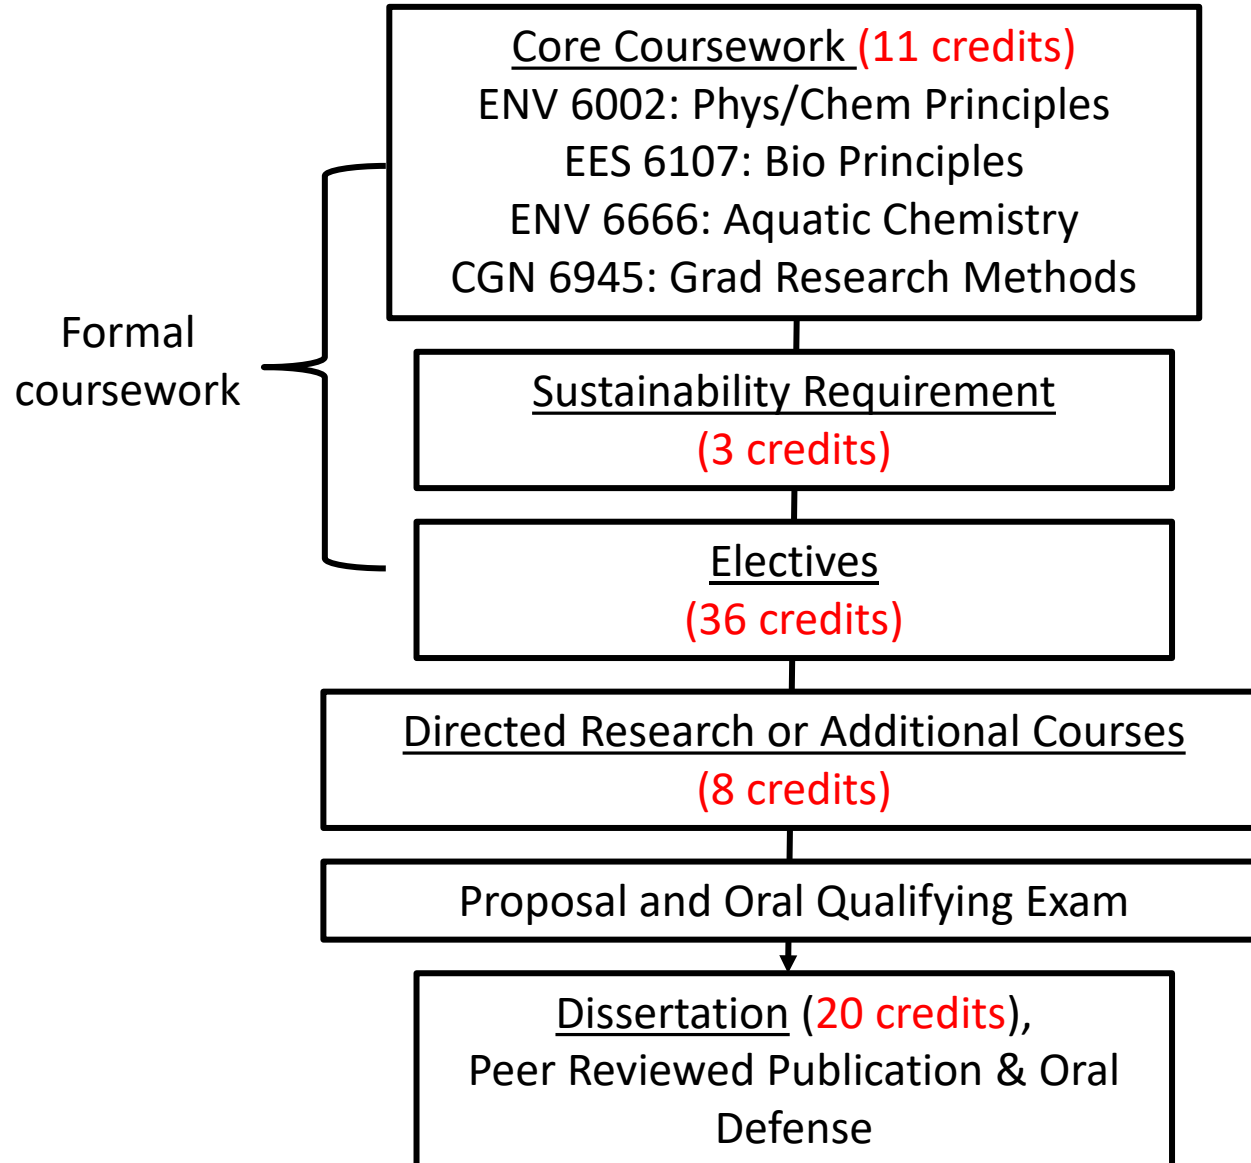 Core Coursework (11 credits)
ENV 6002: Phys/Chem Principles
EES 6107: Bio Principles
ENV 6666: Aquatic Chemistry
CGN 6945: Grad Research Methods
Formal
coursework
Sustainability Requirement
(3 credits)
Electives
(36 credits)
Directed Research or Additional Courses
(8 credits)
Proposal and Oral Qualifying Exam
Dissertation (20 credits),
Peer Reviewed Publication & Oral
Defense